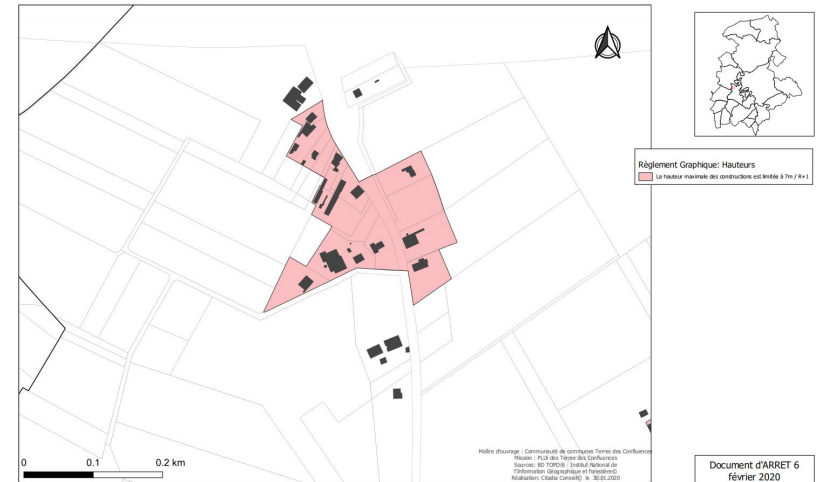 Règlement Graphique: Hauteurs
La hauteur maximale des constructions est limitée à 7m / R+1
0 0.1 0.2 km
Maître d'ouvrage : Communauté de communes Terres des Confluences
Mission : PLUi des Terres des Confluences
Sources: BD TOPO® : Institut National de
l'Information Géographique et forestière©
Réalisation: Citadia Conseil© le 30.01.2020
Document d'ARRET 6
février 2020